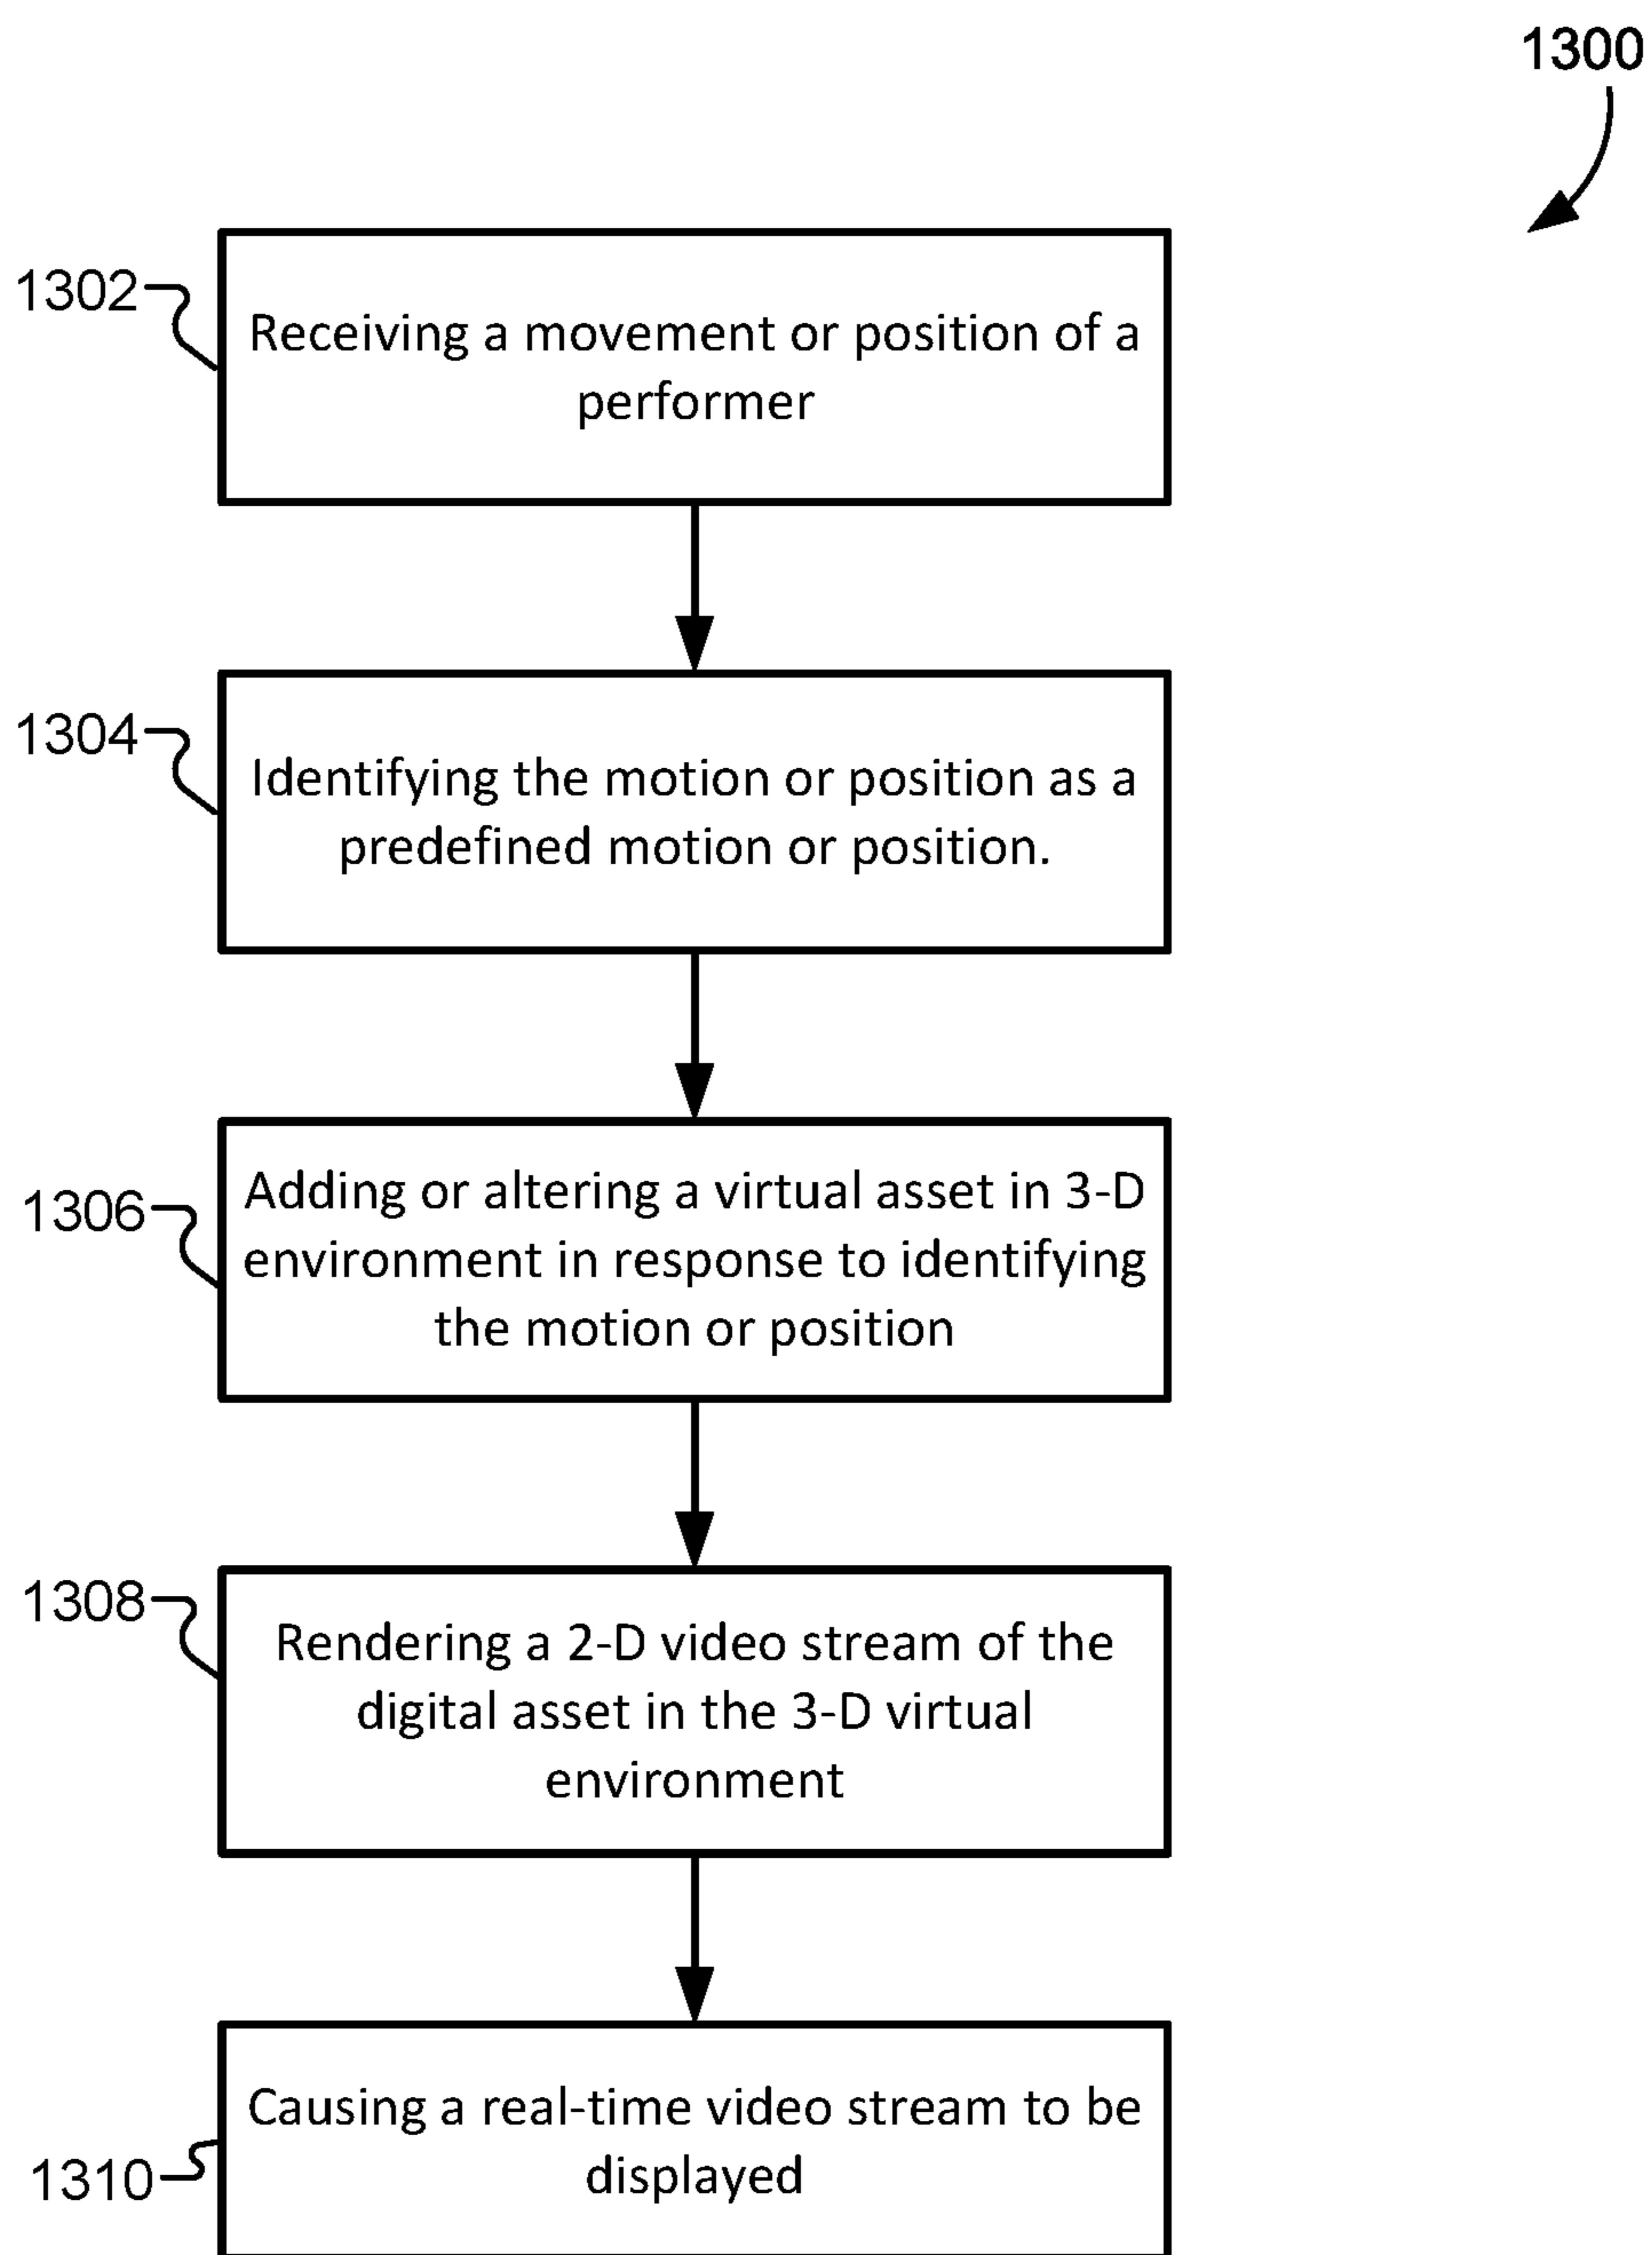 1300
1302
Receiving a movement or position of a
performer
1304
Identifying the motion or position as a
predefined motion or position.
1306
Adding or altering a virtual asset in 3-D
environment in response to identifying
the motion or position
1308
Rendering a 2-D video stream of the
digital asset in the 3-D virtual
environment
Causing a real-time video stream to be
displayed
1310